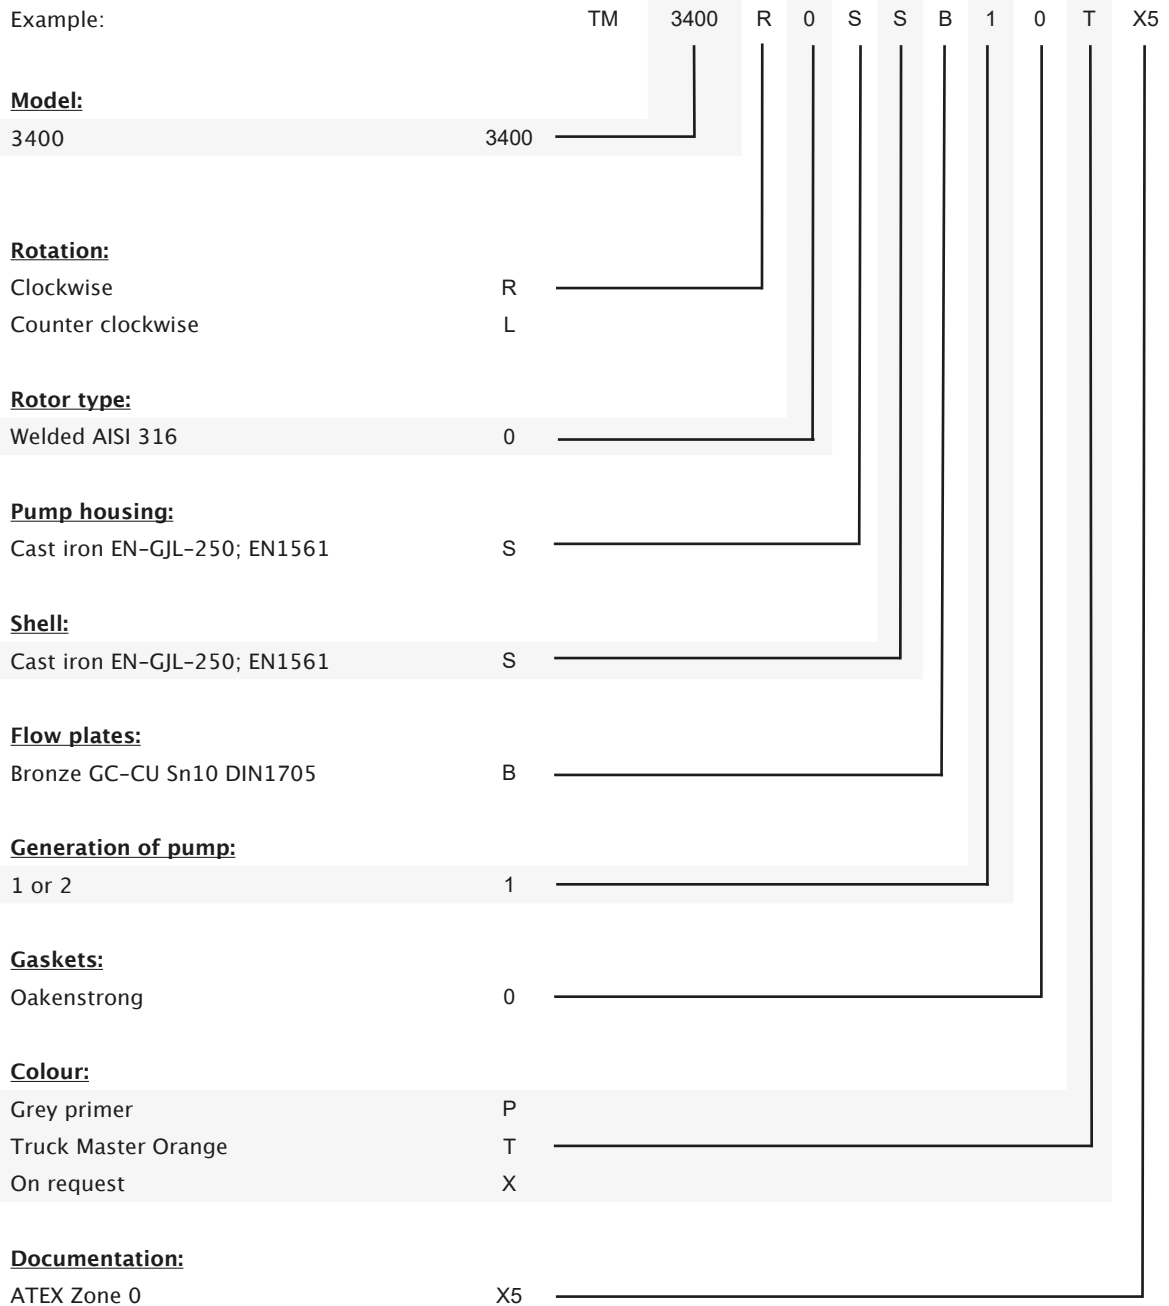 Example: TM 3400 R 0 S S B 1 0 T X5
Model:
3400 3400
Rotation:
Clockwise R
Counter clockwise L
Rotor type:
Welded AISI 316 0
Pump housing:
Cast iron EN-GJL-250; EN1561 S
Shell:
Cast iron EN-GJL-250; EN1561 S
Flow plates:
Bronze GC-CU Sn10 DIN1705 B
Generation of pump:
1 or 2 1
Gaskets:
Oakenstrong 0
Colour:
Grey primer P
Truck Master Orange T
On request X
Documentation:
ATEX Zone 0 X5